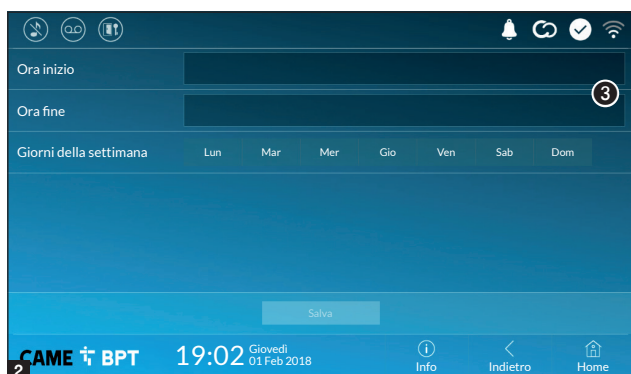 Ora inizio
3
Ora fine
Giorni della settimana Lun Mar Mer Gio Ven Sab Dom
Salva
CAME BPT 19:02 Giovedì
01 Feb 2018
Info Indietro Home
2